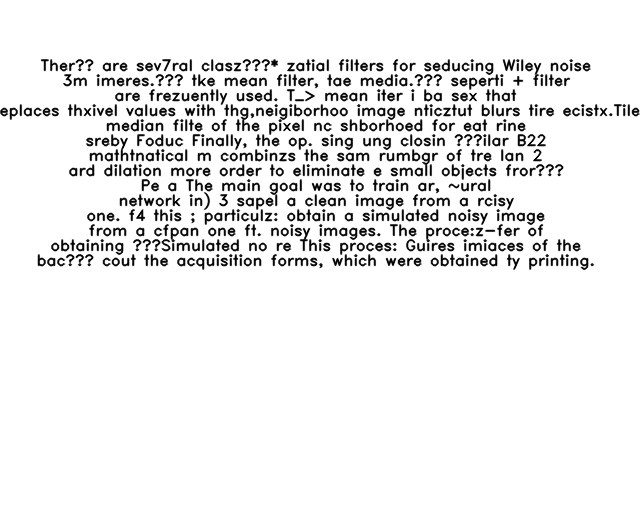 Ther?? are sev7ral clasz???* zatial filters for seducing Wiley noise
3m imeres.??? tke mean filter, tae media.??? seperti + filter
are frezuently used. T_> mean iter i ba sex that
eplaces thxivel values with thg,neigiborhoo image nticztut blurs tire ecistx.Tile
median filte of the pixel nc shborhoed for eat rine
sreby Foduc Finally, the op. sing ung closin ???ilar B22
mathtnatical m combinzs the sam rumbgr of tre lan 2
ard dilation more order to eliminate e small objects fror???
Pe a The main goal was to train ar, ~ural
network in) 3 sapel a clean image from a rcisy
one. f4 this ; particulz: obtain a simulated noisy image
from a cfpan one ft. noisy images. The proce:z-fer of
obtaining ???Simulated no re This proces: Guires imiaces of the
bac??? cout the acquisition forms, which were obtained ty printing.